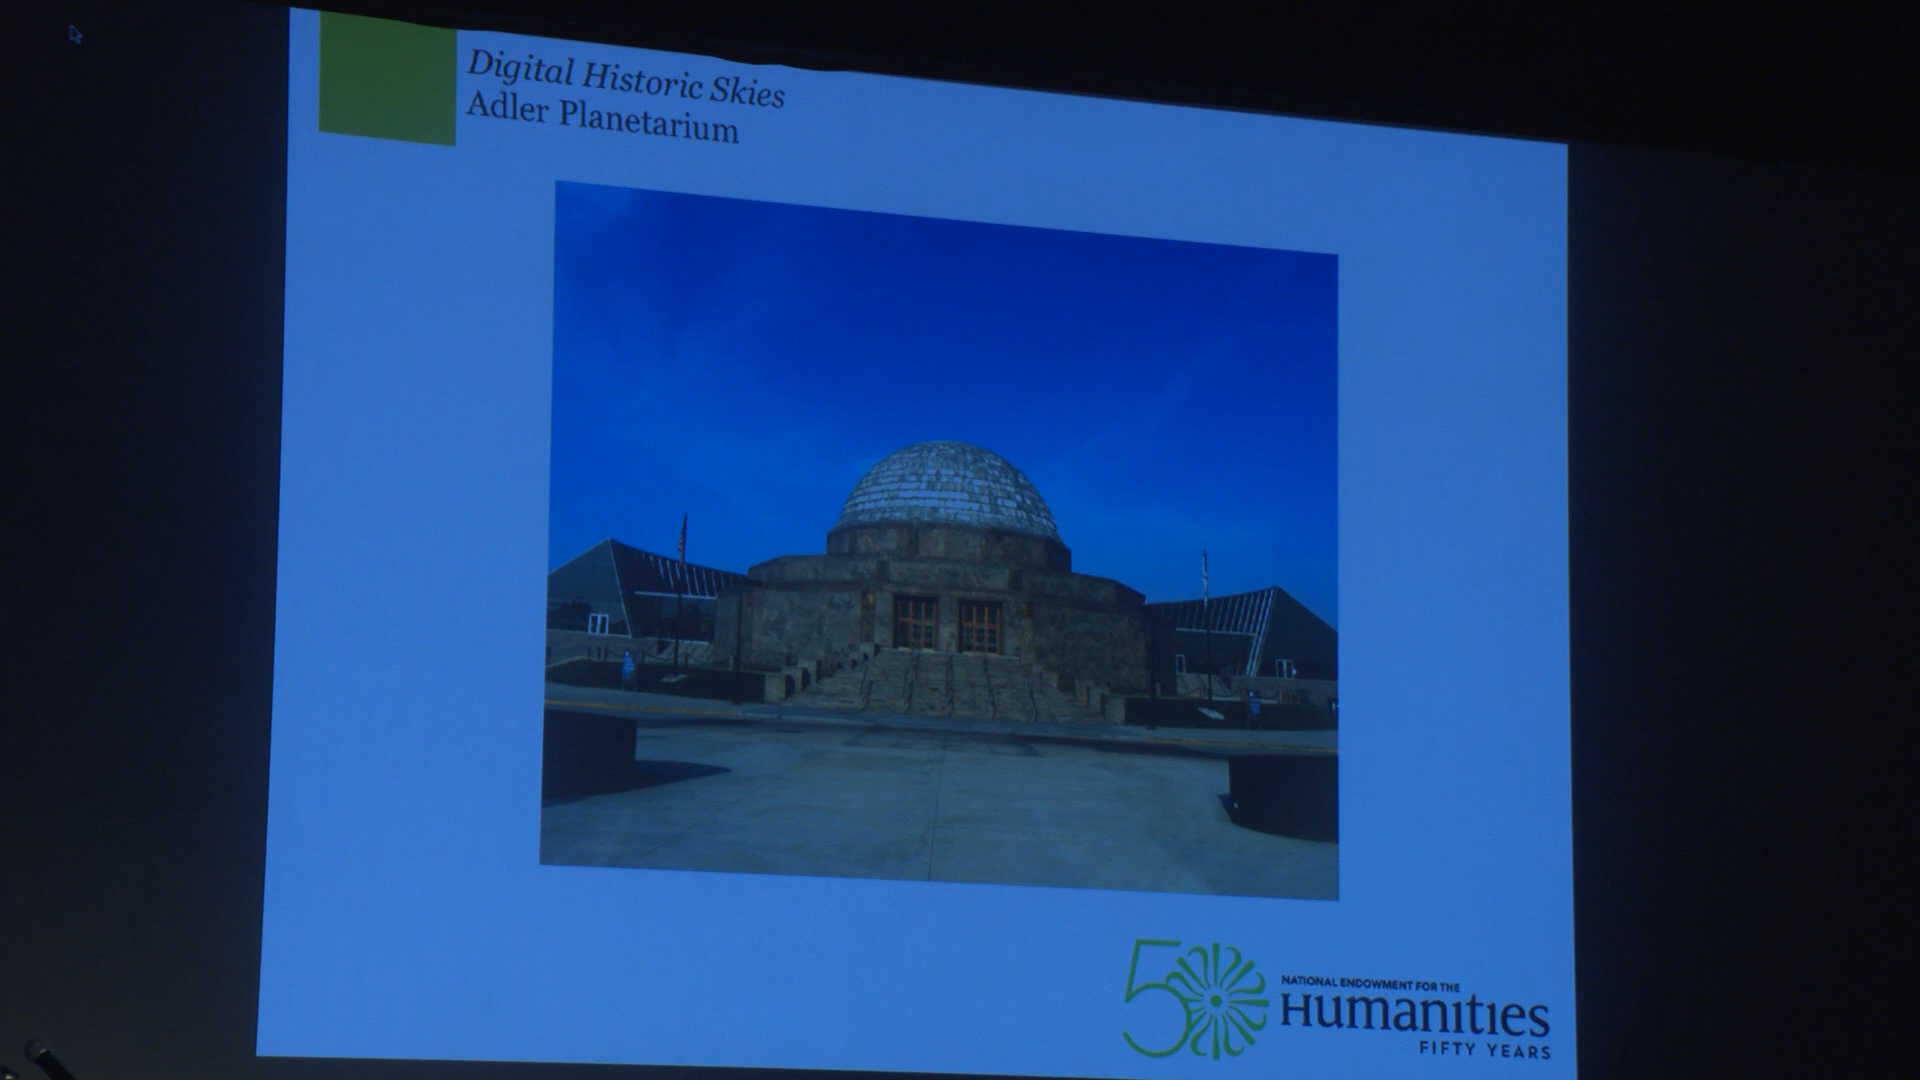 Digital Historic Skies
Adler Planetarium
50
NATIONAL ENDOWMENT FOR THE
Humanities
FIFTY YEARS